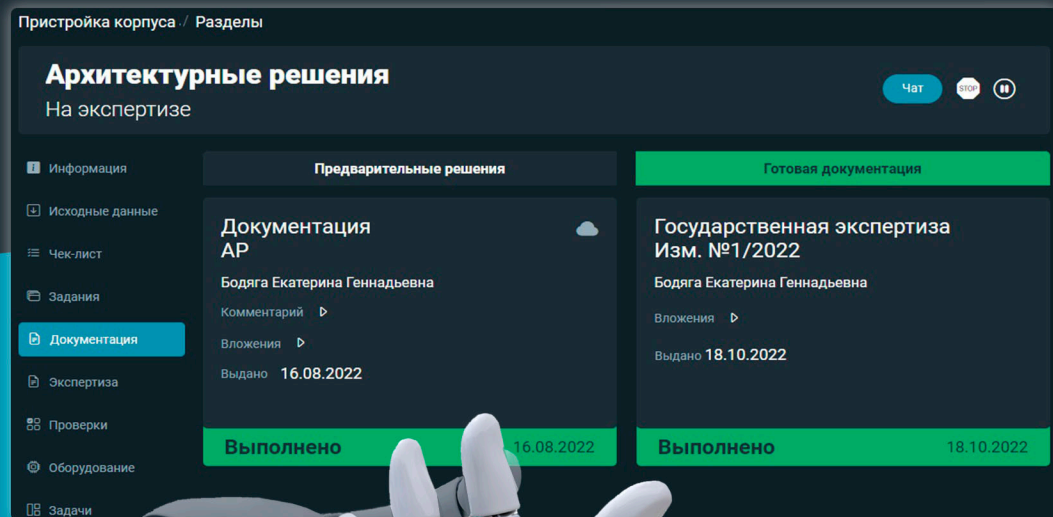 Пристройка корпуса / Разделы
Архитектурные решения
На экспертизе
Чат
STOP
Информация
Исходные данные
Чек-лист
Задания
Документация
Экспертиза
Проверки
Оборудование
Задачи
Предварительные решения
Готовая документация
Документация
АР
Бодяга Екатерина Геннадьевна
Комментарий
Вложения
Выдано 16.08.2022
Выполнено 16.08.2022
Государственная экспертиза
Изм. №1/2022
Бодяга Екатерина Геннадьевна
Вложения
Выдано 18.10.2022
Выполнено 18.10.2022